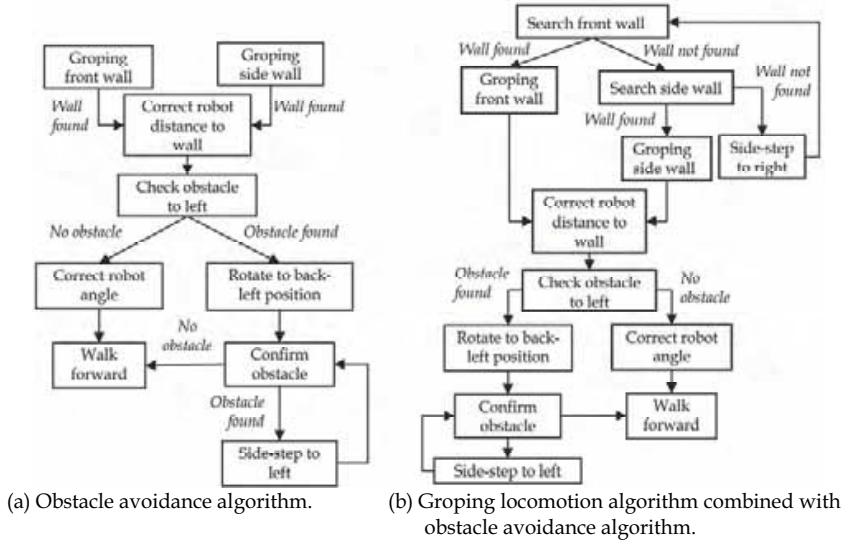 Groping
front wall
Groping
side wall
Wall
found
Wall found
Correct robot
distance to
wall
Check obstacle
to left
No obstacle
Obstacle found
Correct robot
angle
Rotate to back-
left position
No
obstacle
Walk
forward
Confirm
obstacle
Obstacle
found
Side-step to
left
(a) Obstacle avoidance algorithm.
Search front wall
Wall found
Wall not found
Groping
front wall
Search side wall
Wall not
found
Wall found
Groping
side wall
Side-step
to right
Correct robot
distance to
wall
Obstacle
found
Check obstacle
to left
No
obstacle
Rotate to back-
left position
Correct robot
angle
Confirm
obstacle
Walk
forward
Side-step to left
(b) Groping locomotion algorithm combined with
obstacle avoidance algorithm.